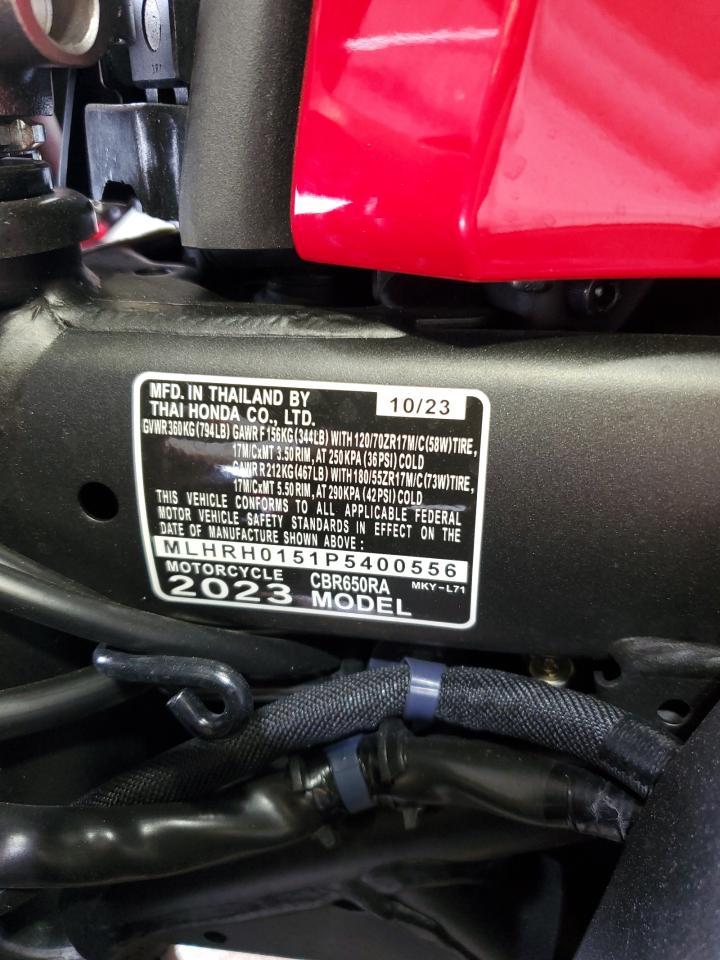 MFD. IN THAILAND BY
THAI HONDA CO., LTD.
10/23
GVWR 360KG (794LB) GAWR F 156KG (344LB) WITH 120/70ZR17M/C(58W)TIRE,
17M/CxMT 3.50 RIM, AT 250KPA (36PSI) COLD
GAWR R 212KG (467LB) WITH 180/55ZR17M/C(73W)TIRE,
17M/CxMT 5.50 RIM, AT 290KPA (42PSI) COLD
THIS VEHICLE CONFORMS TO ALL APPLICABLE FEDERAL
MOTOR VEHICLE SAFETY STANDARDS IN EFFECT ON THE
DATE OF MANUFACTURE SHOWN ABOVE :
MLHRH0151P5400556
MOTORCYCLE CBR650RA MKY-L71
2023 MODEL